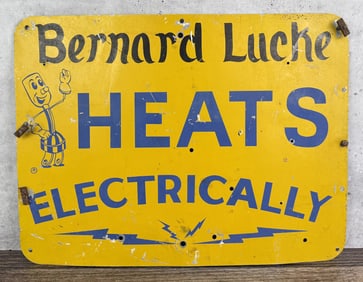 Bernard Lucke
HEATS
ELECTRICALLY
®